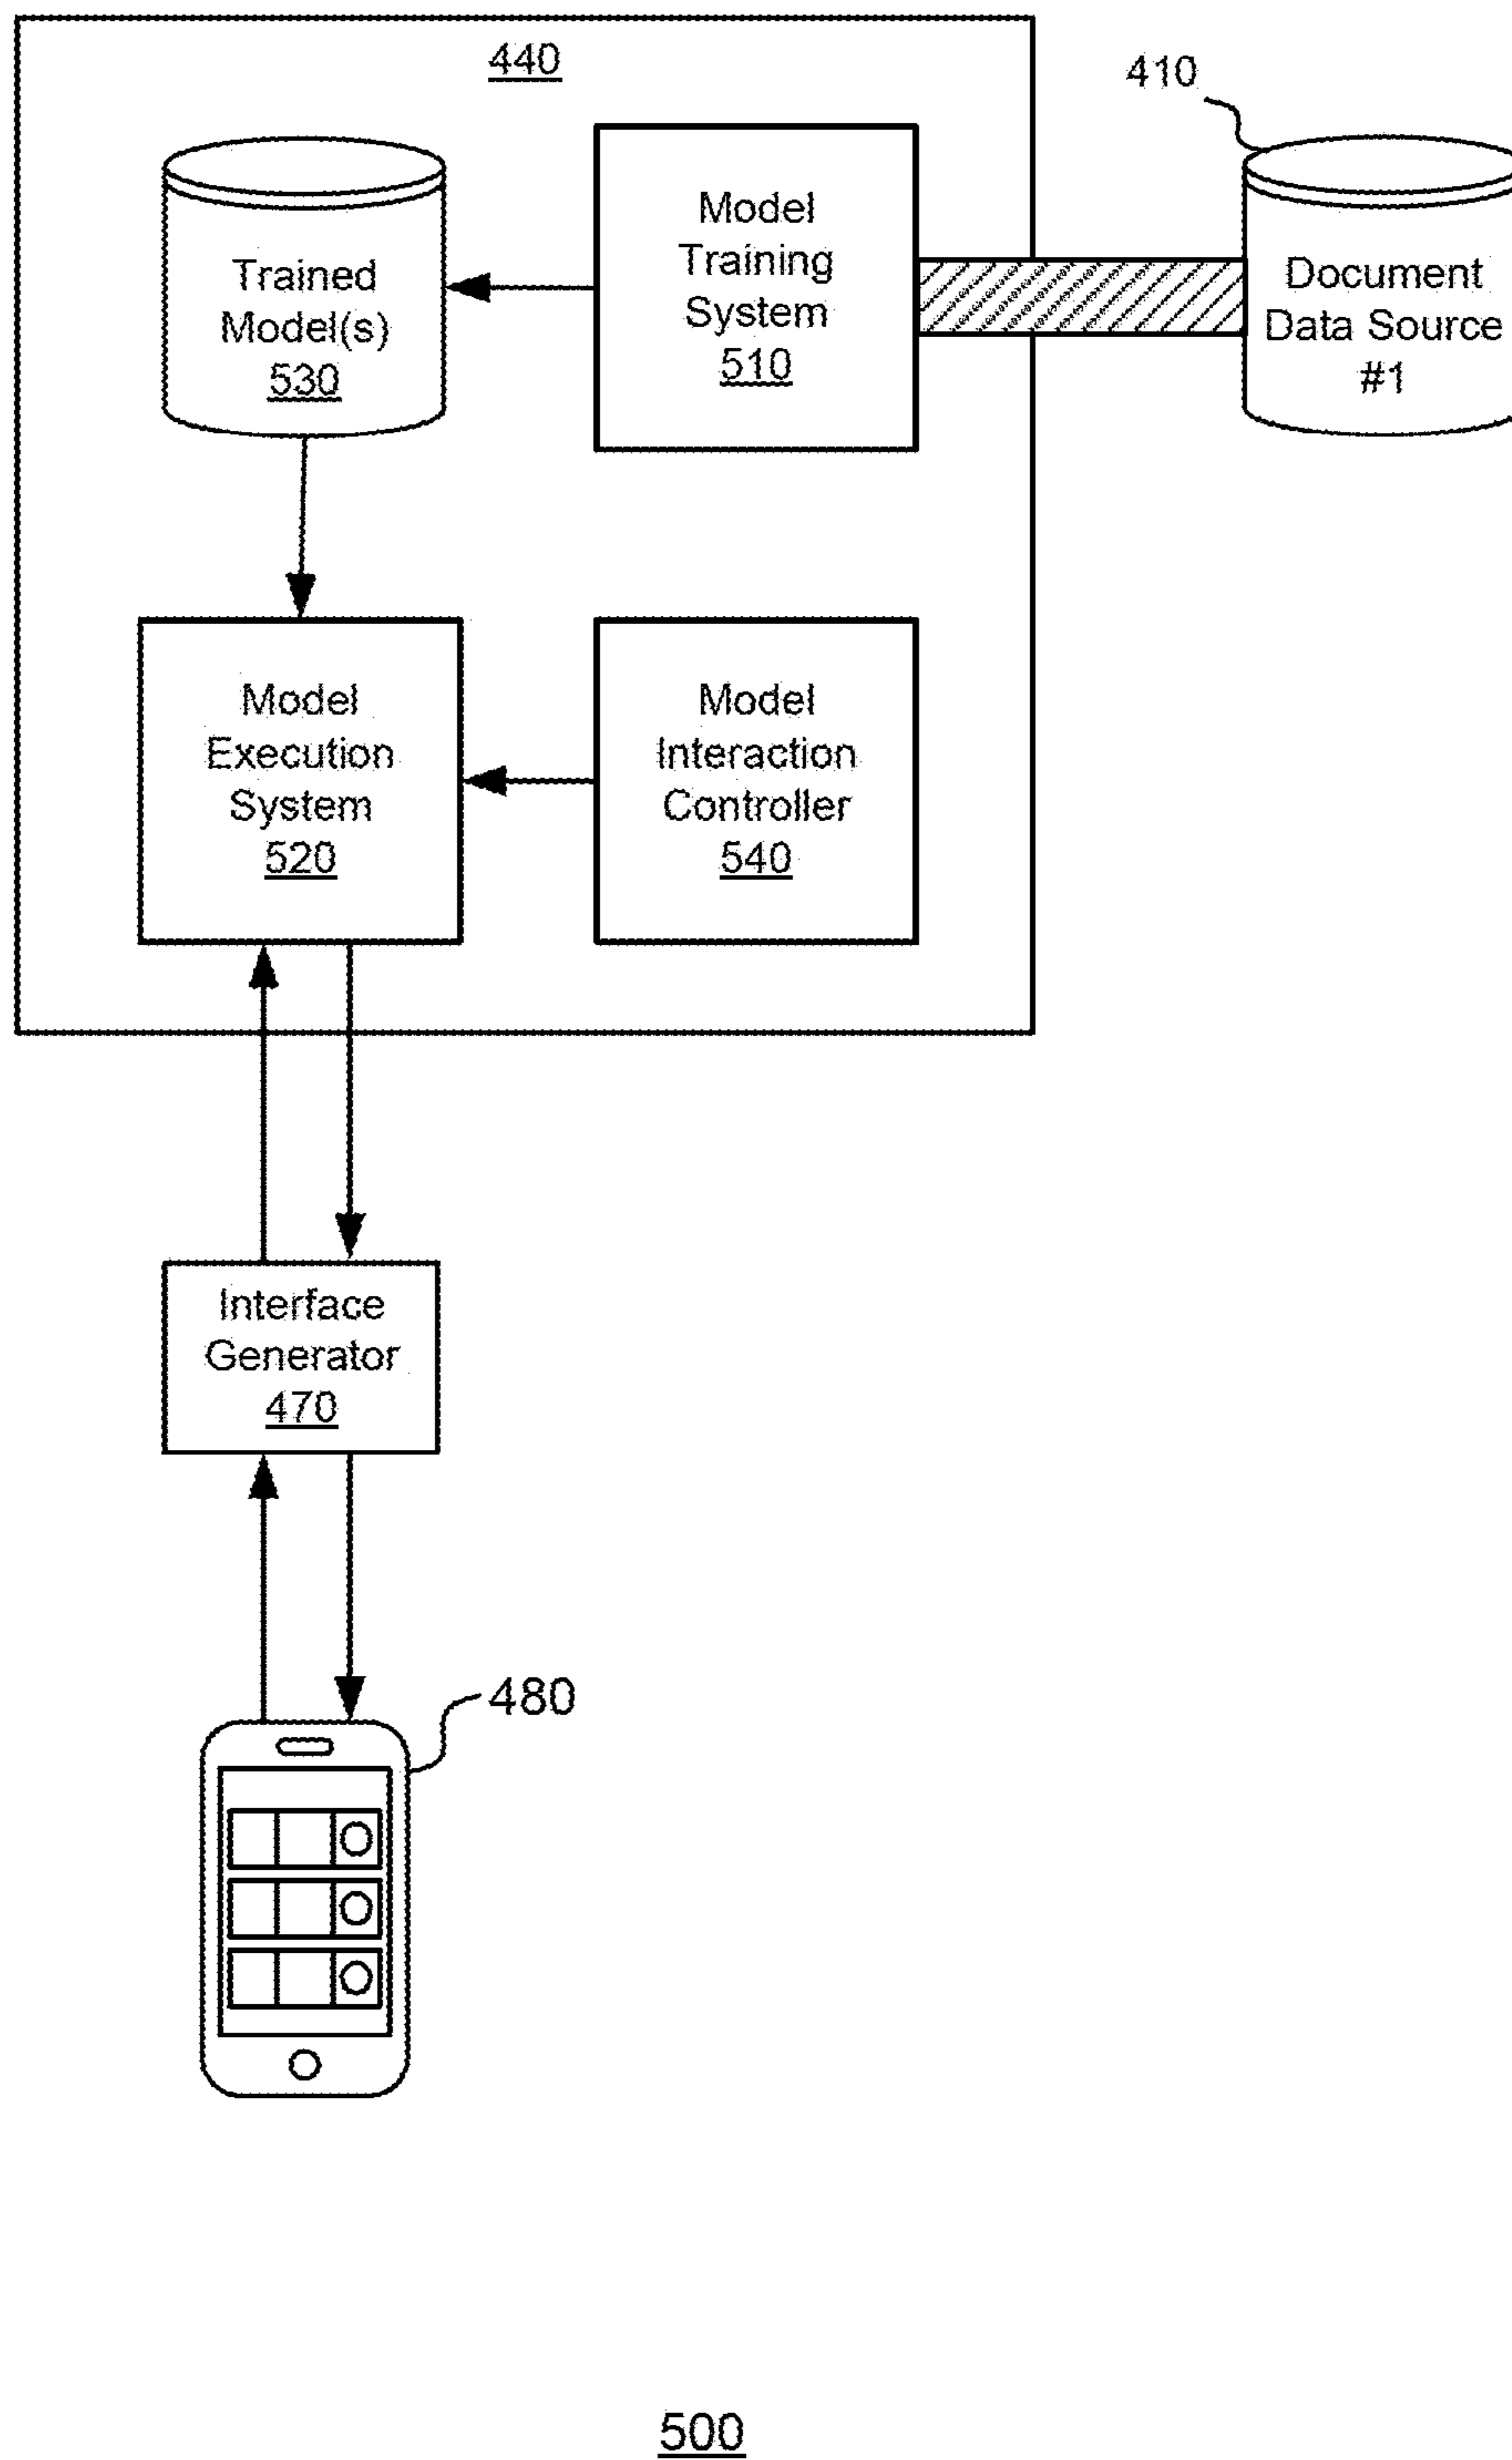 440
410
Trained
Model(s)
530
Model
Training
System
510
Document
Data Source
#1
Model
Execution
System
520
Model
Interaction
Controller
540
Interface
Generator
470
480
500